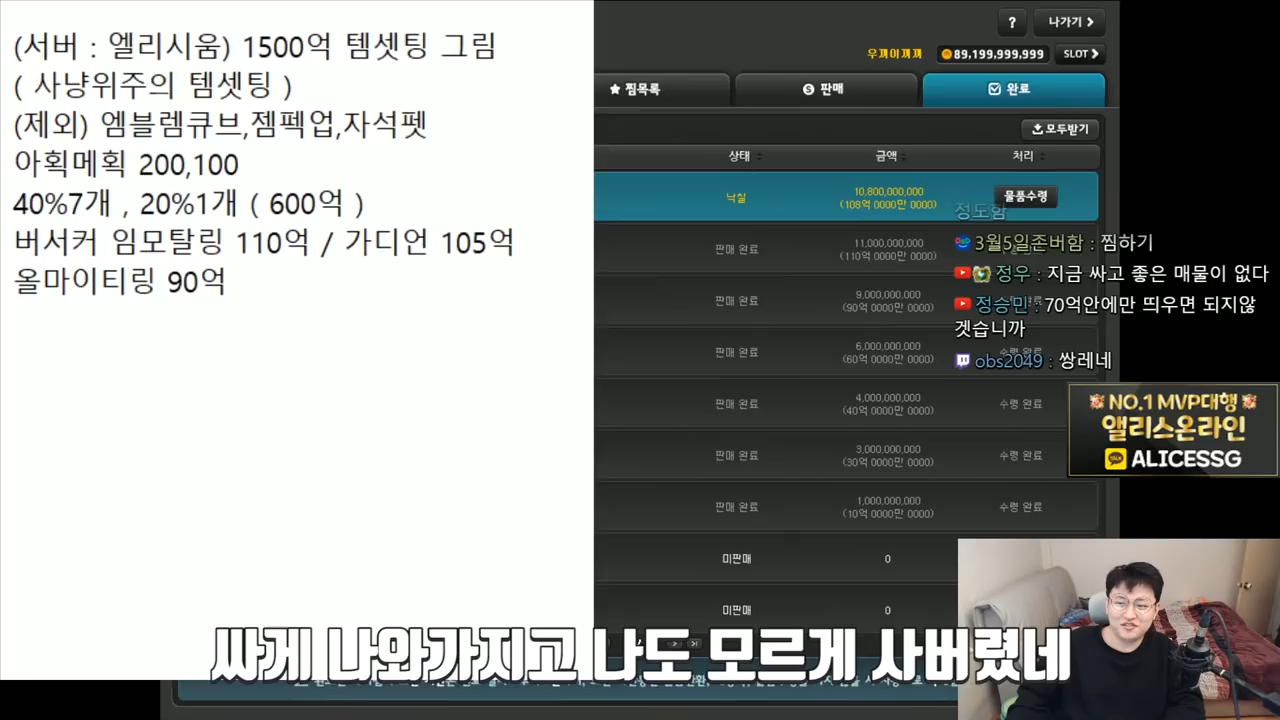 (서버 : 엘리시움) 1500억 템셋팅 그림
( 사냥위주의 템셋팅 )
(제외) 엠블렘큐브,젬펙업,자석펫
아획메획 200,100
40%7개 , 20%1개 ( 600억 )
버서커 임모탈링 110억 / 가디언 105억
올마이티링 90억
?
나가기
우끼이끼끼
89,199,999,999
SLOT
찜목록
판매
완료
모두받기
상태
금액
처리
낙찰
10,800,000,000
(108억 0000만 0000)
물품수령
판매 완료
11,000,000,000
(110억 0000만 0000)
판매 완료
9,000,000,000
(90억 0000만 0000)
판매 완료
6,000,000,000
(60억 0000만 0000)
판매 완료
4,000,000,000
(40억 0000만 0000)
수령 완료
판매 완료
3,000,000,000
(30억 0000만 0000)
수령 완료
판매 완료
1,000,000,000
(10억 0000만 0000)
수령 완료
미판매
0
미판매
0
정도함
3월5일존버함 : 찜하기
정우 : 지금 싸고 좋은 매물이 없다
정승민 : 70억안에만 띄우면 되지않
겟습니까
obs2049 : 쌍레네
NO.1 MVP대행
앨리스온라인
TALK
ALICESSG
싸게 나와가지고 나도 모르게 사버렸네